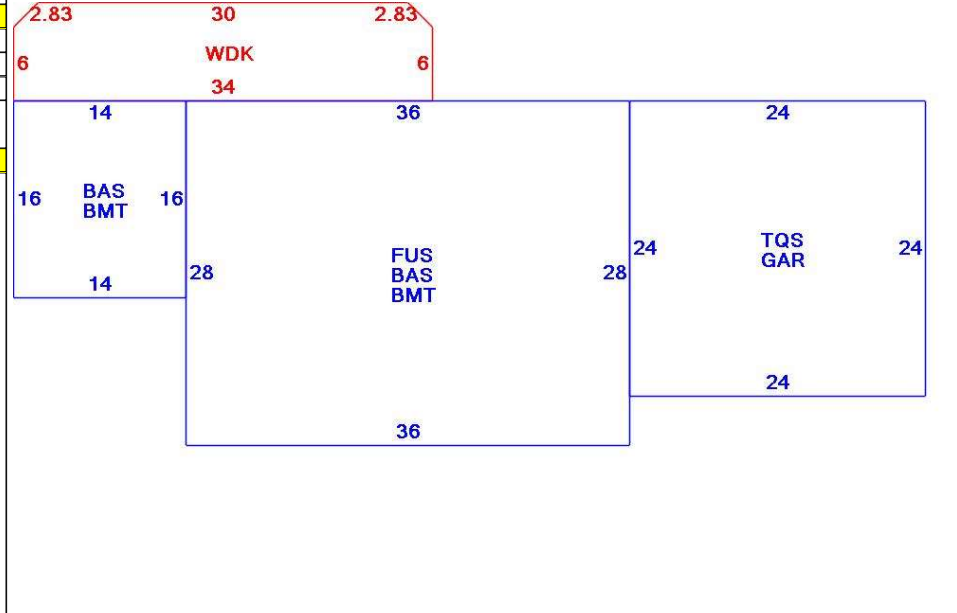 2.83 30 2.83
6 WDK 6
34
14 36 24
16 BAS 16
BMT
14
28 FUS 28
BAS
BMT
36
24 TQS 24
GAR
24